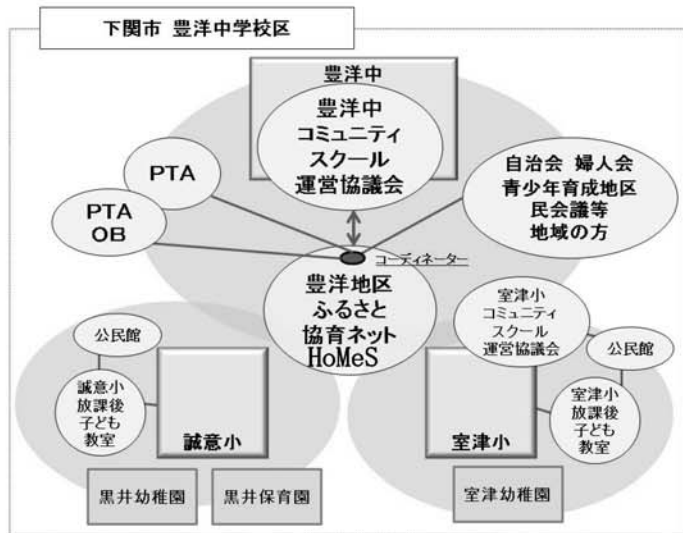 下関市 豊洋中学校区
豊洋中
豊洋中
コミュニティ
スクール
運営協議会
PTA
PTA
OB
自治会 婦人会
青少年育成地区
民会議等
地域の方
コーディネーター
豊洋地区
ふるさと
協育ネット
HoMeS
公民館
誠意小
放課後
子ども
教室
誠意小
黒井幼稚園
黒井保育園
室津小
コミュニティ
スクール
運営協議会
公民館
室津小
放課後
子ども
教室
室津小
室津幼稚園